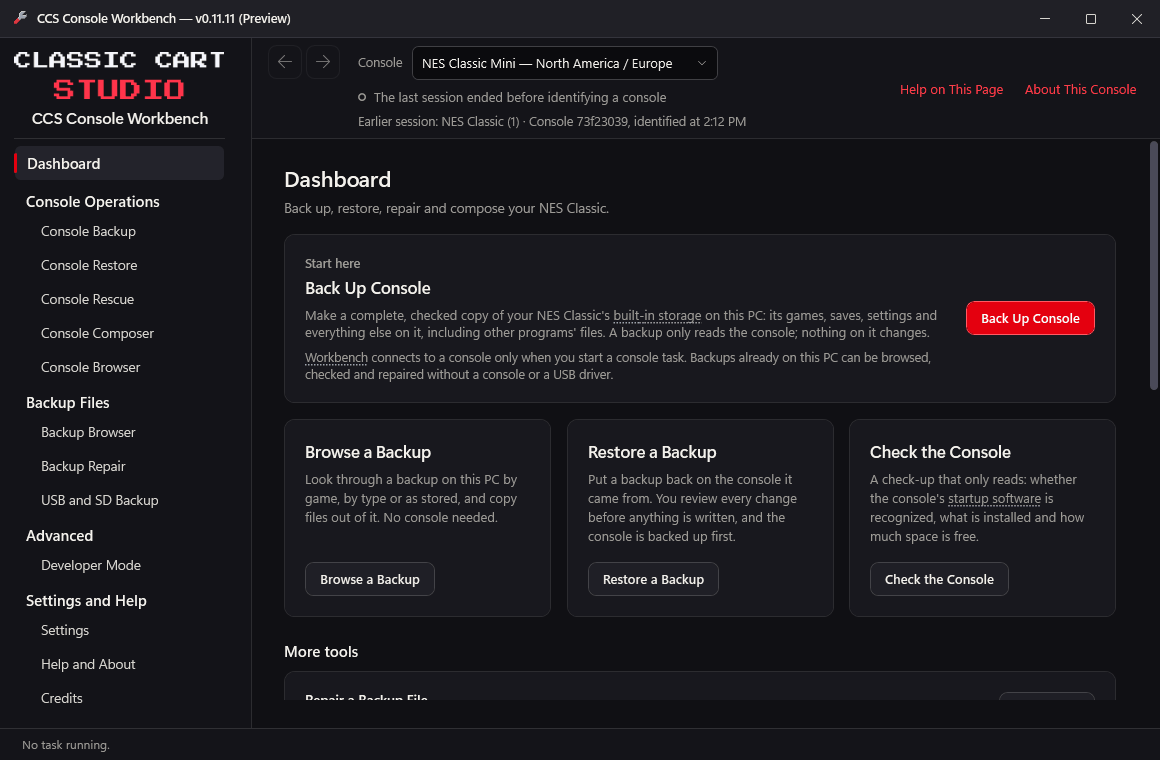 CCS Console Workbench — v0.11.11 (Preview)
CLASSIC CART
STUDIO
CCS Console Workbench
Dashboard
Console Operations
Console Backup
Console Restore
Console Rescue
Console Composer
Console Browser
Backup Files
Backup Browser
Backup Repair
USB and SD Backup
Advanced
Developer Mode
Settings and Help
Settings
Help and About
Credits
Console
NES Classic Mini — North America / Europe
The last session ended before identifying a console
Earlier session: NES Classic (1) · Console 73f23039, identified at 2:12 PM
Help on This Page
About This Console
Dashboard
Back up, restore, repair and compose your NES Classic.
Start here
Back Up Console
Make a complete, checked copy of your NES Classic's built-in storage on this PC: its games, saves, settings and
everything else on it, including other programs' files. A backup only reads the console; nothing on it changes.
Workbench connects to a console only when you start a console task. Backups already on this PC can be browsed,
checked and repaired without a console or a USB driver.
Back Up Console
Browse a Backup
Look through a backup on this PC by
game, by type or as stored, and copy
files out of it. No console needed.
Browse a Backup
Restore a Backup
Put a backup back on the console it
came from. You review every change
before anything is written, and the
console is backed up first.
Restore a Backup
Check the Console
A check-up that only reads: whether
the console's startup software is
recognized, what is installed and how
much space is free.
Check the Console
More tools
Repair a Backup File
No task running.